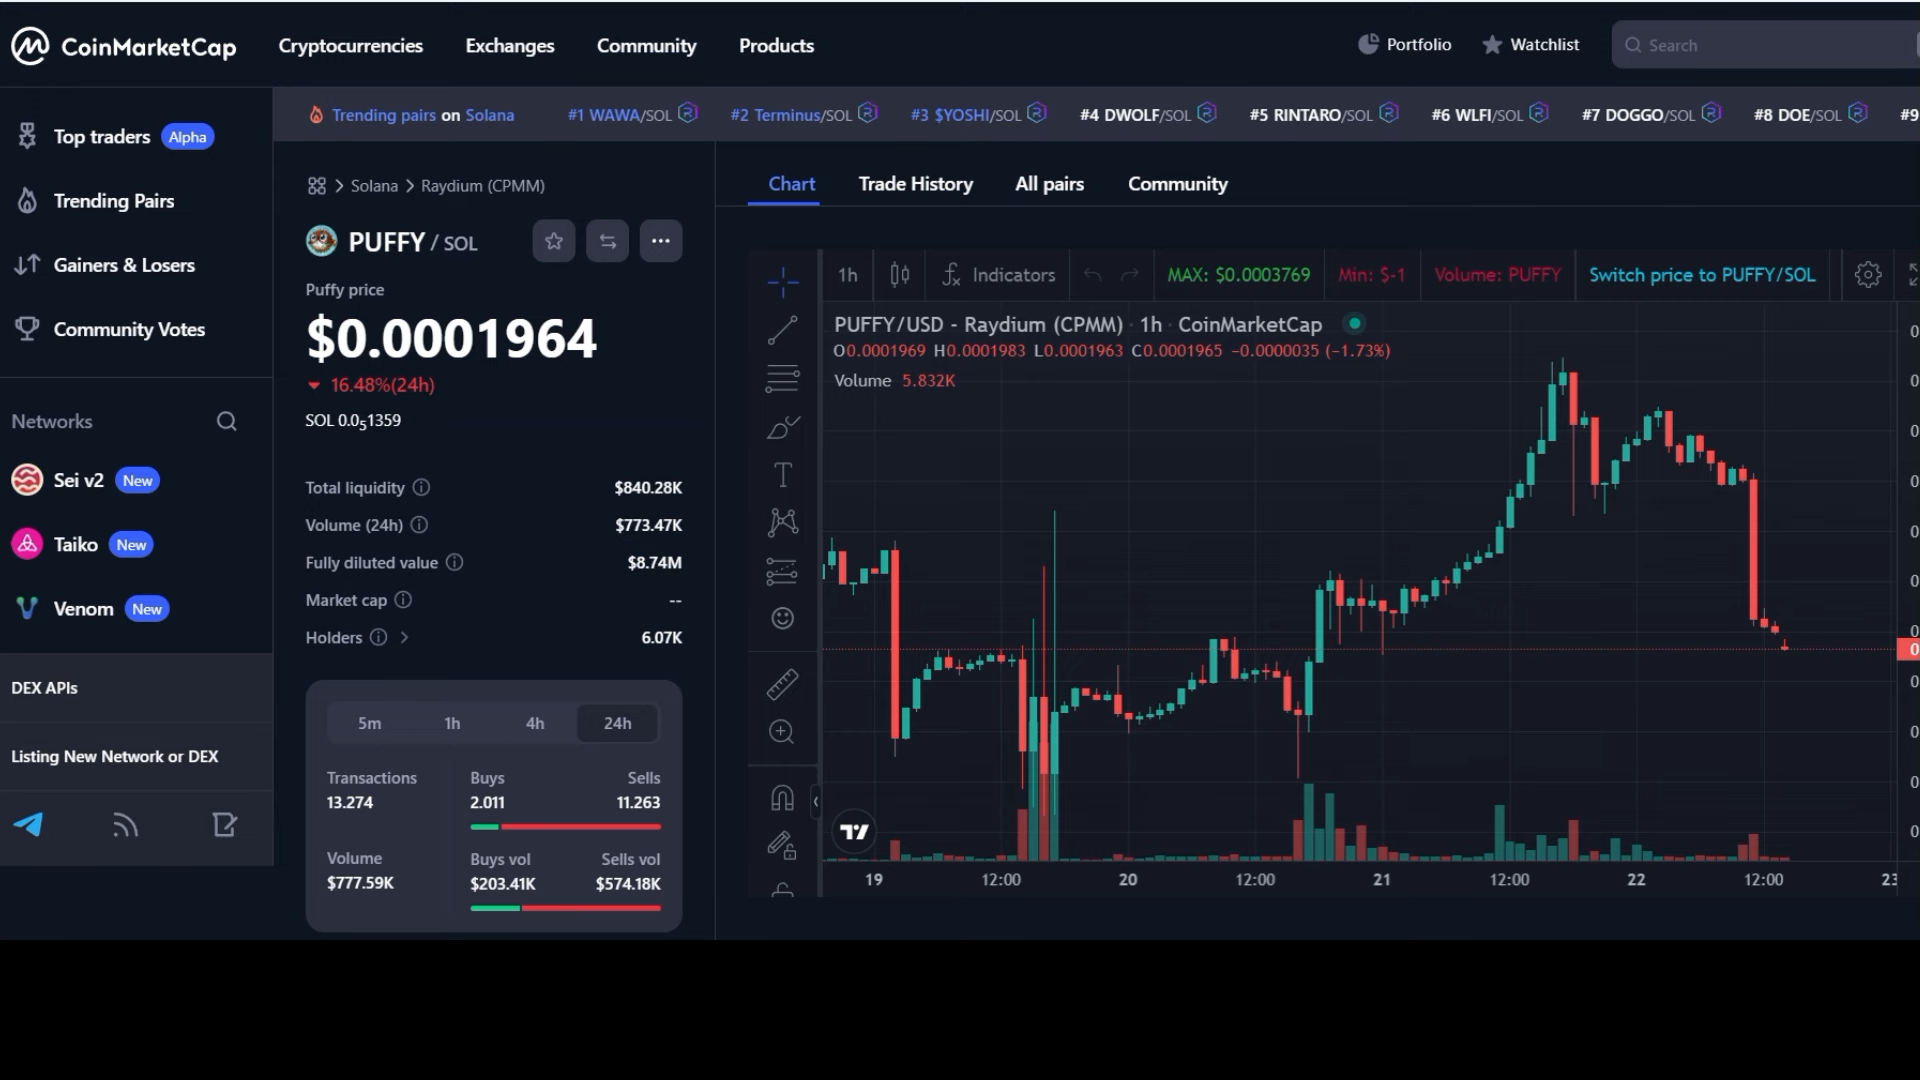 CoinMarketCap
Cryptocurrencies Exchanges Community Products
Portfolio Watchlist Search
Top traders Alpha
Trending Pairs
Gainers & Losers
Community Votes
Networks
Sei v2 New
Taiko New
Venom New
DEX APIs
Listing New Network or DEX
Trending pairs on Solana #1 WAWA/SOL #2 Terminus/SOL #3 $YOSHI/SOL #4 DWOLF/SOL #5 RINTARO/SOL #6 WLFI/SOL #7 DOGGO/SOL #8 DOE/SOL #9
Solana Raydium (CPMM)
PUFFY / SOL
Puffy price
$0.0001964
16.48%(24h)
SOL 0.0₅1359
Total liquidity $840.28K
Volume (24h) $773.47K
Fully diluted value $8.74M
Market cap --
Holders 6.07K
5m 1h 4h 24h
Transactions Buys Sells
13.274 2.011 11.263
Volume Buys vol Sells vol
$777.59K $203.41K $574.18K
Chart Trade History All pairs Community
1h Indicators MAX: $0.0003769 Min: $-1 Volume: PUFFY Switch price to PUFFY/SOL
PUFFY/USD - Raydium (CPMM) · 1h · CoinMarketCap
O0.0001969 H0.0001983 L0.0001963 C0.0001965 −0.0000035 (−1.73%)
Volume 5.832K
19 12:00 20 12:00 21 12:00 22 12:00 23